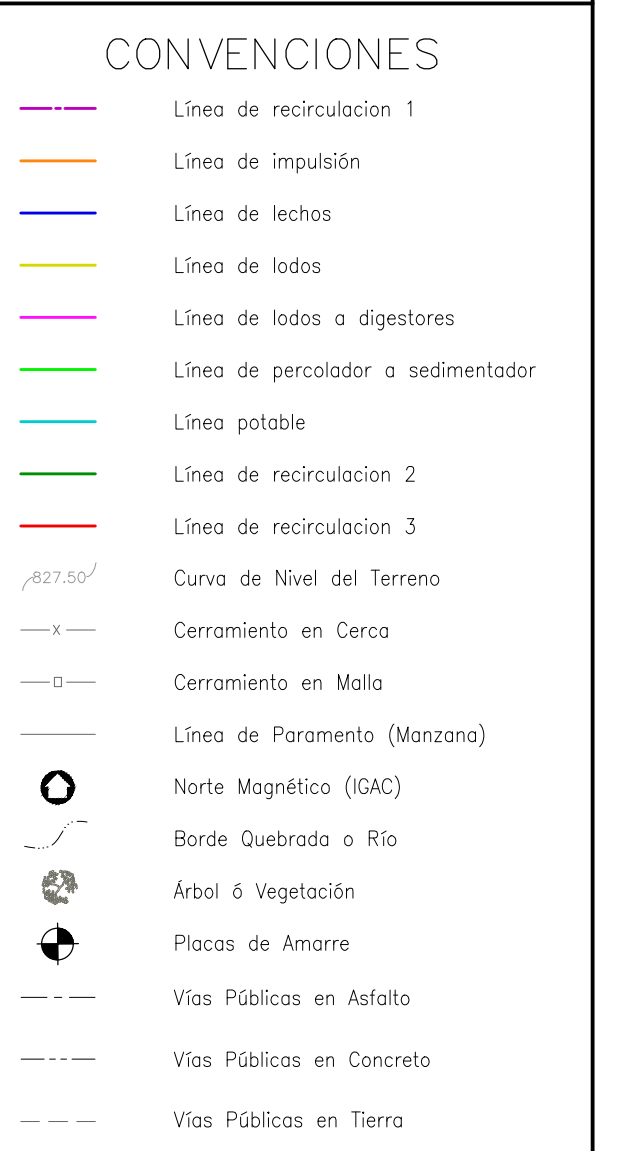 CONVENCIONES
Línea de recirculacion 1
Línea de impulsión
Línea de lechos
Línea de lodos
Línea de lodos a digestores
Línea de percolador a sedimentador
Línea potable
Línea de recirculacion 2
Línea de recirculacion 3
827.50 Curva de Nivel del Terreno
x Cerramiento en Cerca
Cerramiento en Malla
Línea de Paramento (Manzana)
Norte Magnético (IGAC)
Borde Quebrada o Río
Árbol ó Vegetación
Placas de Amarre
Vías Públicas en Asfalto
Vías Públicas en Concreto
Vías Públicas en Tierra